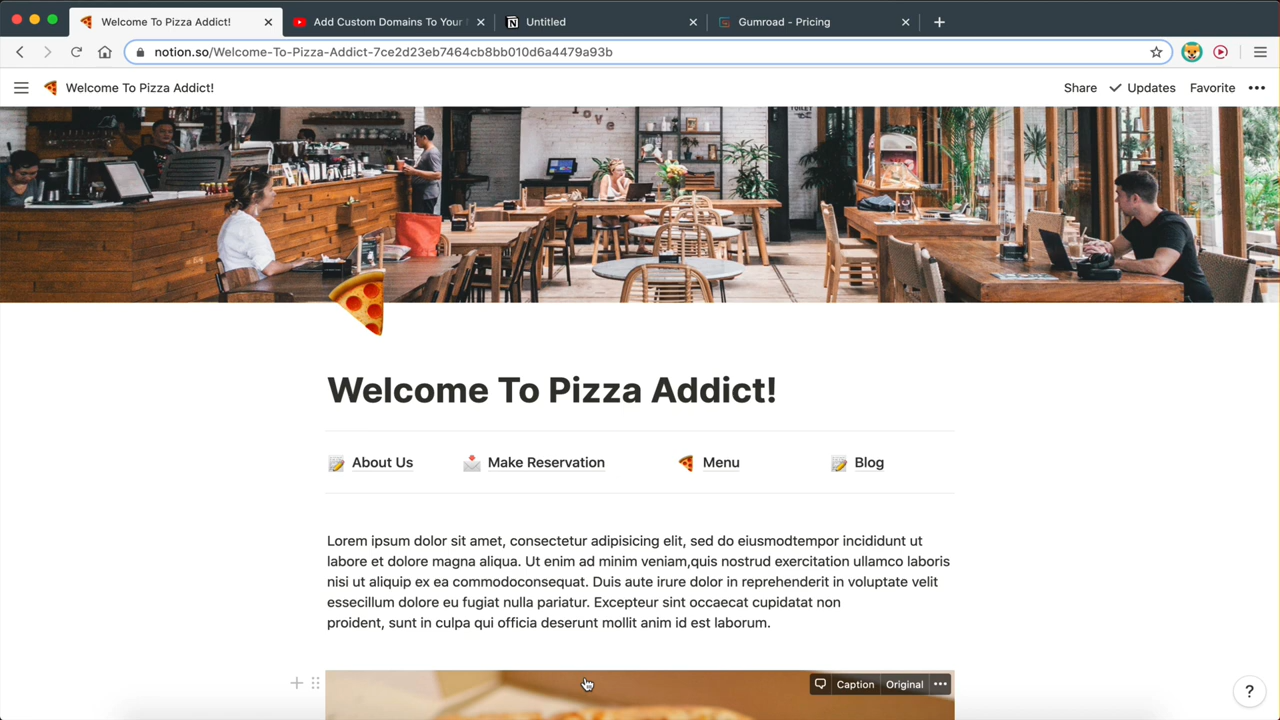 Welcome To Pizza Addict!
Add Custom Domains To Your
Untitled
Gumroad - Pricing
notion.so/Welcome-To-Pizza-Addict-7ce2d23eb7464cb8bb010d6a4479a93b
Welcome To Pizza Addict!
Share
Updates
Favorite
love
Welcome To Pizza Addict!
About Us
Make Reservation
Menu
Blog
Lorem ipsum dolor sit amet, consectetur adipisicing elit, sed do eiusmodtempor incididunt ut
labore et dolore magna aliqua. Ut enim ad minim veniam,quis nostrud exercitation ullamco laboris
nisi ut aliquip ex ea commodoconsequat. Duis aute irure dolor in reprehenderit in voluptate velit
essecillum dolore eu fugiat nulla pariatur. Excepteur sint occaecat cupidatat non
proident, sunt in culpa qui officia deserunt mollit anim id est laborum.
Caption
Original
?